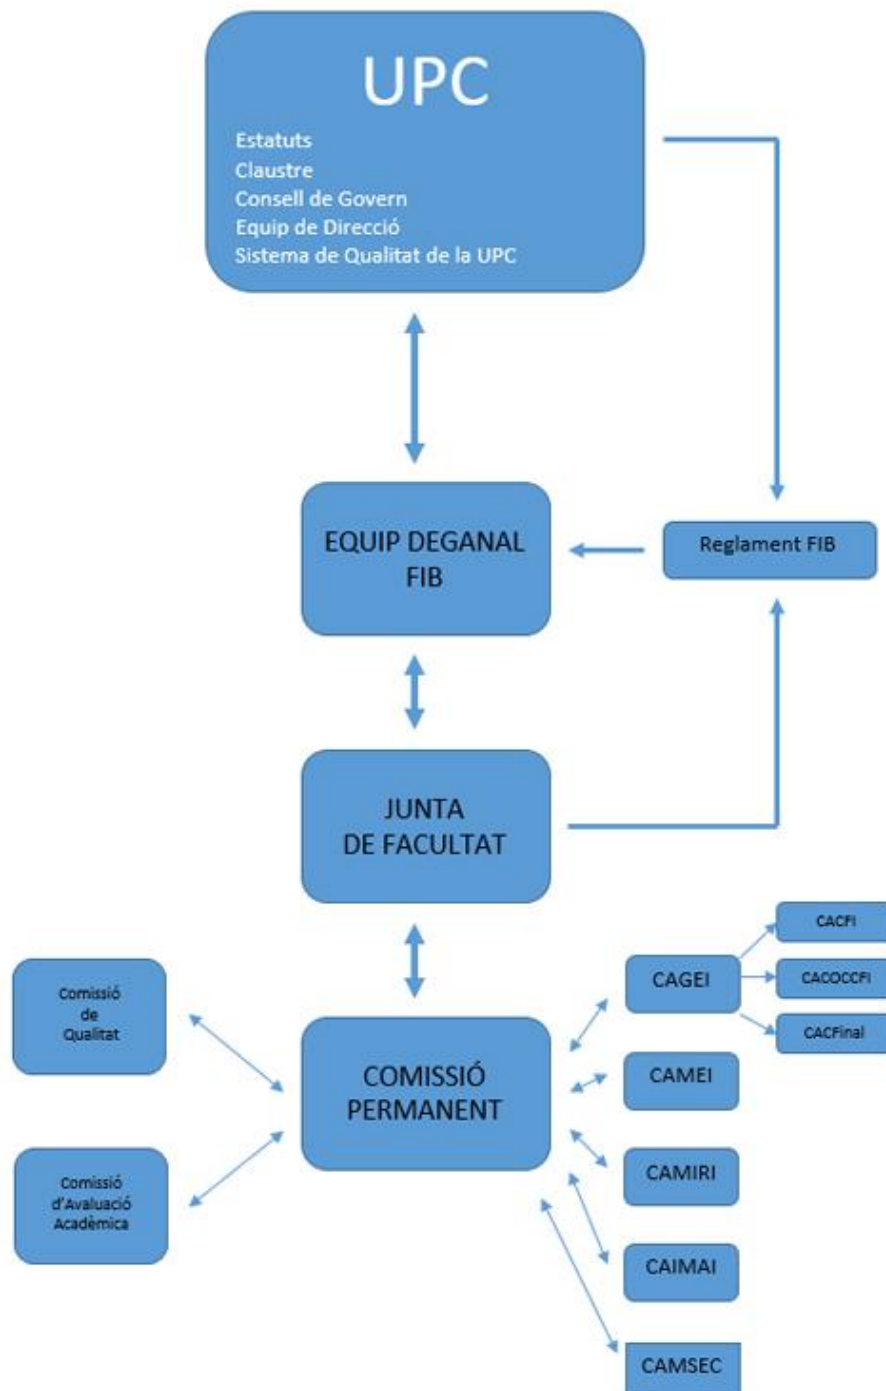 UPC
Estatuts
Claustre
Consell de Govern
Equip de Direcció
Sistema de Qualitat de la UPC
EQUIP DEGANAL
FIB
Reglament FIB
JUNTA
DE FACULTAT
COMISSIÓ
PERMANENT
Comissió
de
Qualitat
Comissió
d'Avaluació
Acadèmica
CAGEI
CACFI
CACOCCFI
CACFinal
CAMEI
CAMIRI
CAIMAI
CAMSEC